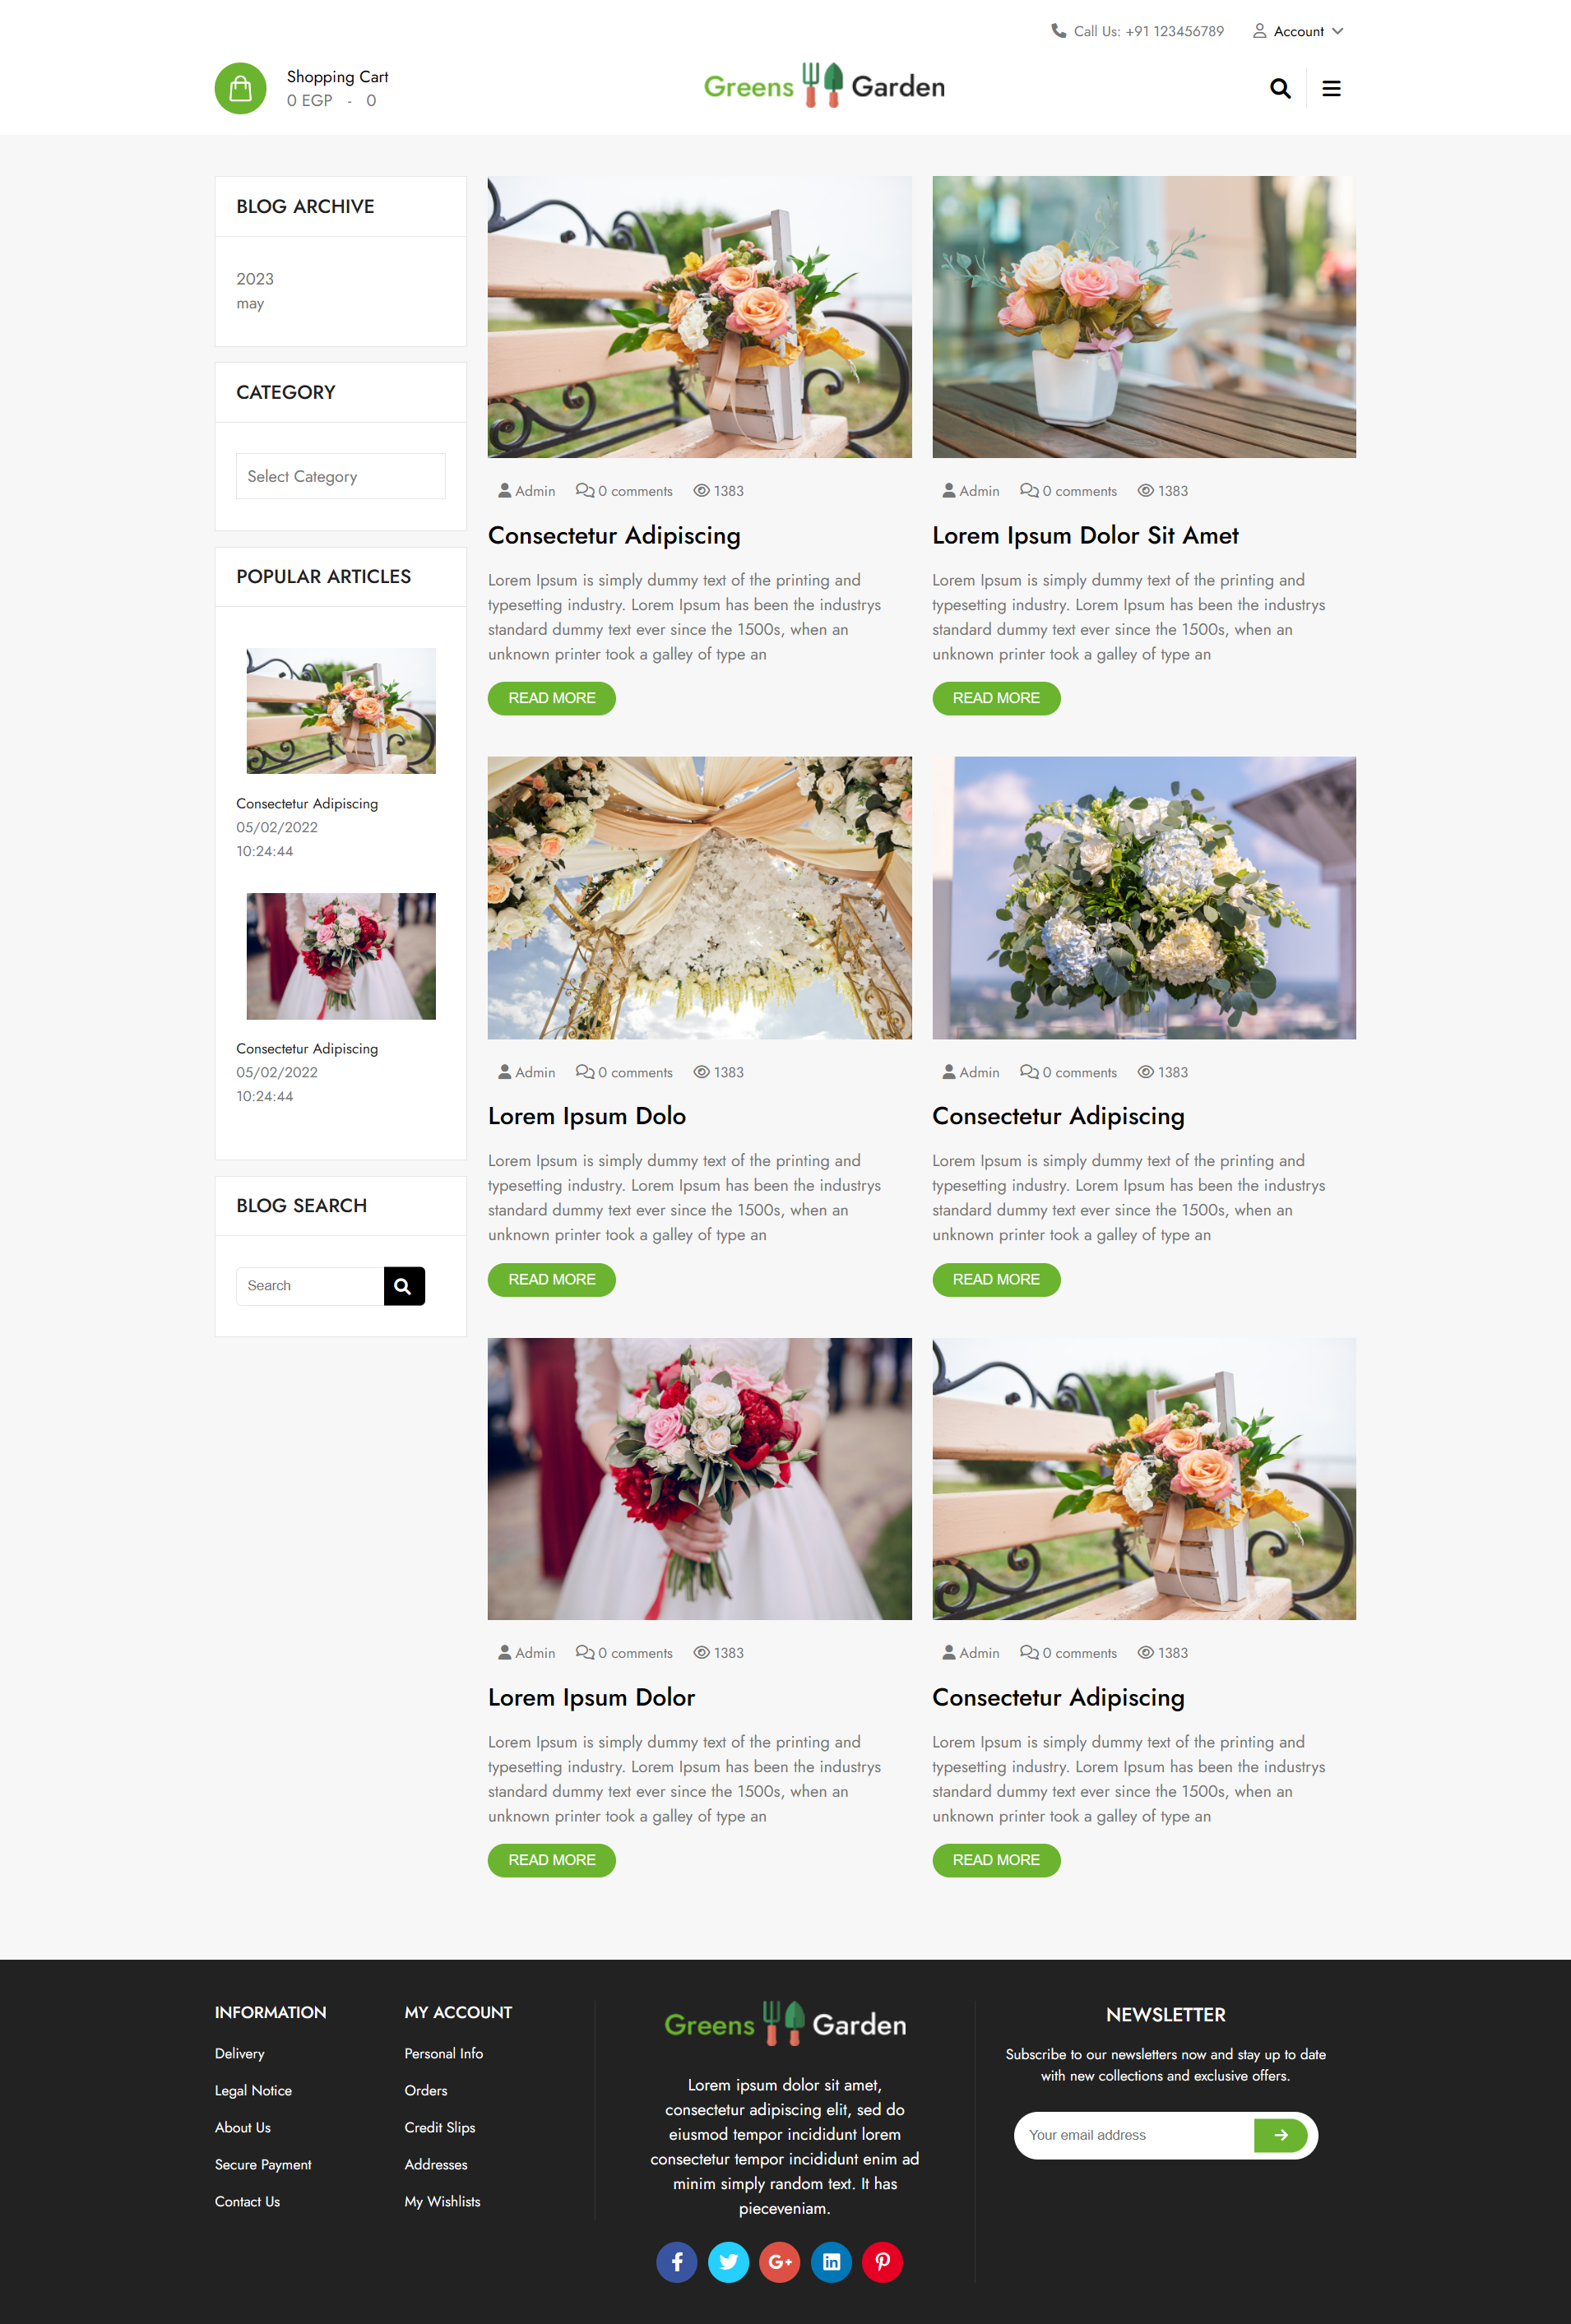 Call Us: +91 123456789
Account
Shopping Cart
0 EGP - 0
Greens Garden
BLOG ARCHIVE
2023
may
CATEGORY
Select Category
POPULAR ARTICLES
Consectetur Adipiscing
05/02/2022
10:24:44
Consectetur Adipiscing
05/02/2022
10:24:44
BLOG SEARCH
Search
Admin 0 comments 1383
Consectetur Adipiscing
Lorem Ipsum is simply dummy text of the printing and
typesetting industry. Lorem Ipsum has been the industrys
standard dummy text ever since the 1500s, when an
unknown printer took a galley of type an
READ MORE
Admin 0 comments 1383
Lorem Ipsum Dolor Sit Amet
Lorem Ipsum is simply dummy text of the printing and
typesetting industry. Lorem Ipsum has been the industrys
standard dummy text ever since the 1500s, when an
unknown printer took a galley of type an
READ MORE
Admin 0 comments 1383
Lorem Ipsum Dolo
Lorem Ipsum is simply dummy text of the printing and
typesetting industry. Lorem Ipsum has been the industrys
standard dummy text ever since the 1500s, when an
unknown printer took a galley of type an
READ MORE
Admin 0 comments 1383
Consectetur Adipiscing
Lorem Ipsum is simply dummy text of the printing and
typesetting industry. Lorem Ipsum has been the industrys
standard dummy text ever since the 1500s, when an
unknown printer took a galley of type an
READ MORE
Admin 0 comments 1383
Lorem Ipsum Dolor
Lorem Ipsum is simply dummy text of the printing and
typesetting industry. Lorem Ipsum has been the industrys
standard dummy text ever since the 1500s, when an
unknown printer took a galley of type an
READ MORE
Admin 0 comments 1383
Consectetur Adipiscing
Lorem Ipsum is simply dummy text of the printing and
typesetting industry. Lorem Ipsum has been the industrys
standard dummy text ever since the 1500s, when an
unknown printer took a galley of type an
READ MORE
INFORMATION
Delivery
Legal Notice
About Us
Secure Payment
Contact Us
MY ACCOUNT
Personal Info
Orders
Credit Slips
Addresses
My Wishlists
Greens Garden
Lorem ipsum dolor sit amet,
consectetur adipiscing elit, sed do
eiusmod tempor incididunt lorem
consectetur tempor incididunt enim ad
minim simply random text. It has
pieceveniam.
NEWSLETTER
Subscribe to our newsletters now and stay up to date
with new collections and exclusive offers.
Your email address